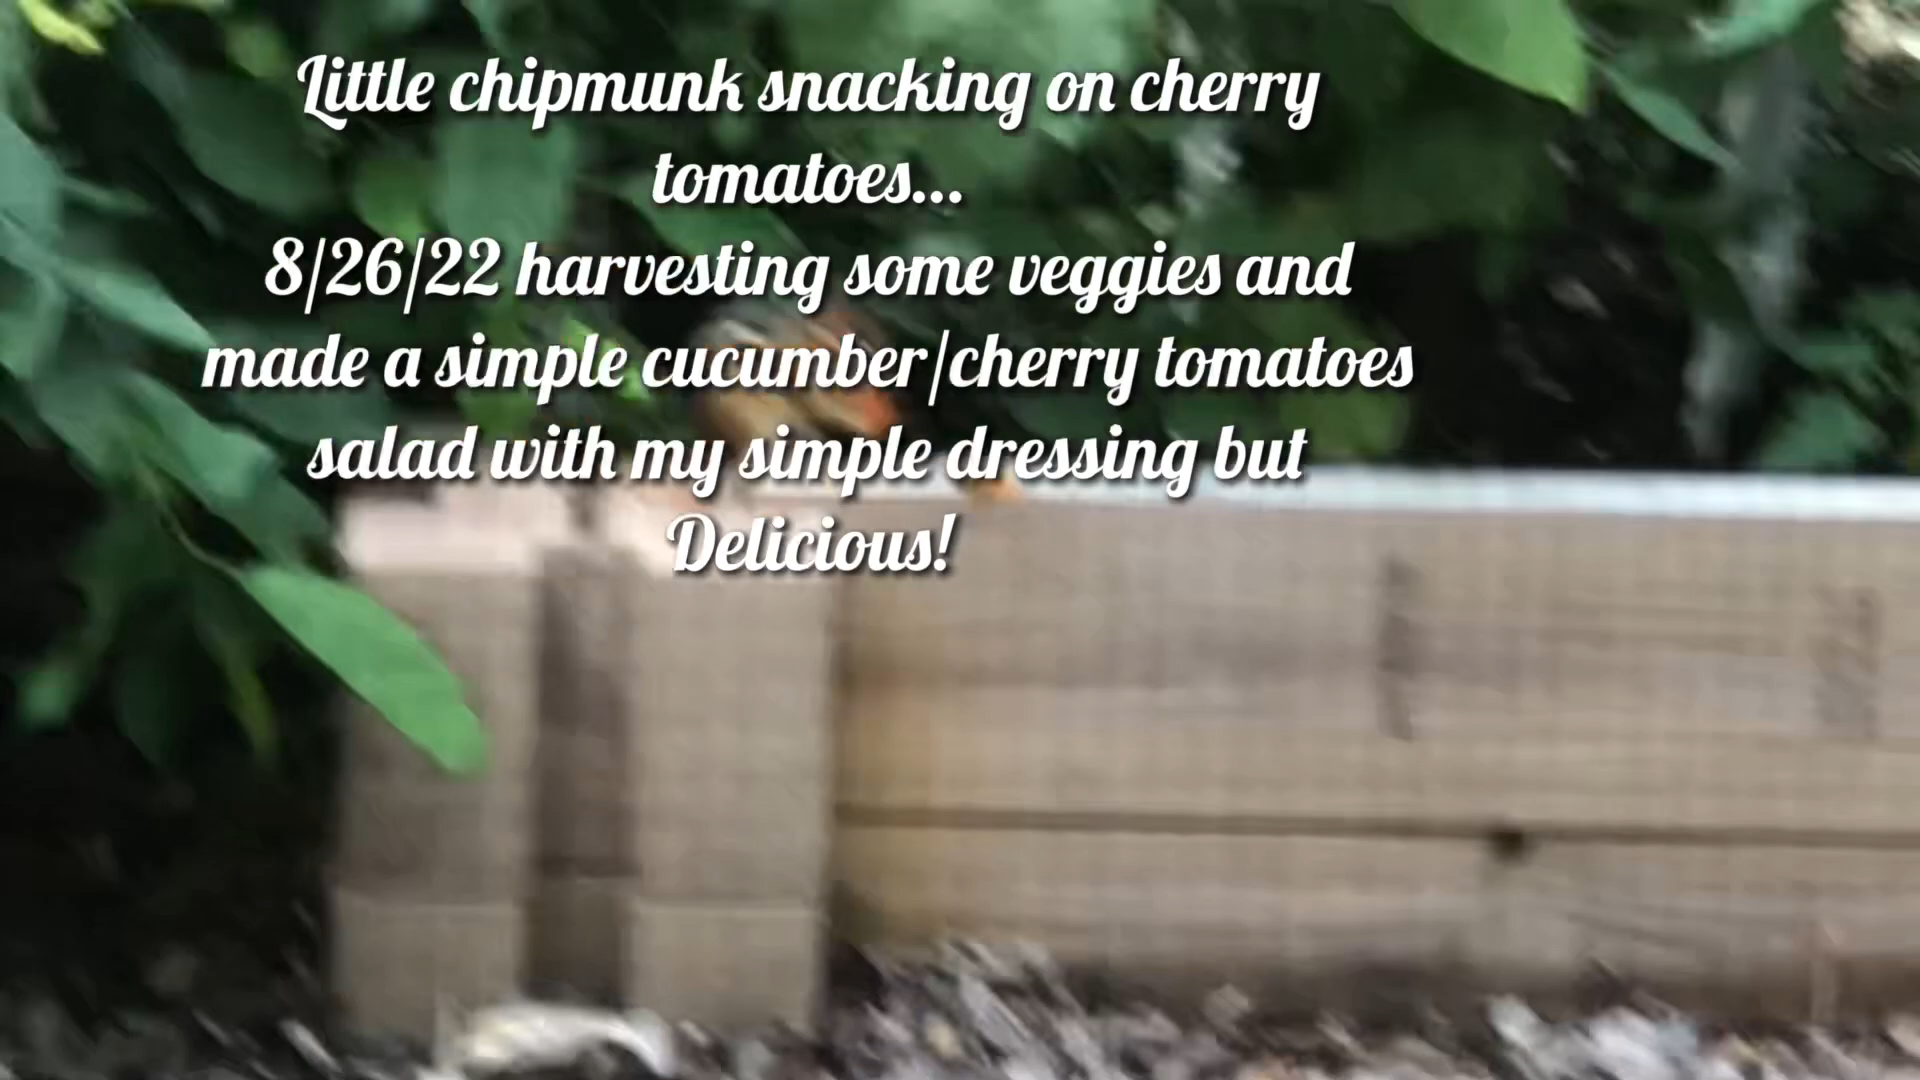 Little chipmunk snacking on cherry
tomatoes...
8/26/22 harvesting some veggies and
made a simple cucumber/cherry tomatoes
salad with my simple dressing but
Delicious!